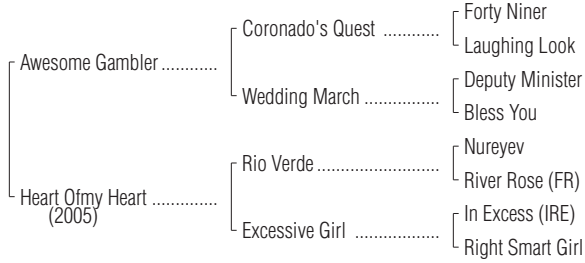 Forty Niner
Coronado's Quest ............
Laughing Look
Awesome Gambler ............
Deputy Minister
Wedding March ................
Bless You
Nureyev
Rio Verde ........................
River Rose (FR)
Heart Ofmy Heart ..............
(2005)
In Excess (IRE)
Excessive Girl ..................
Right Smart Girl